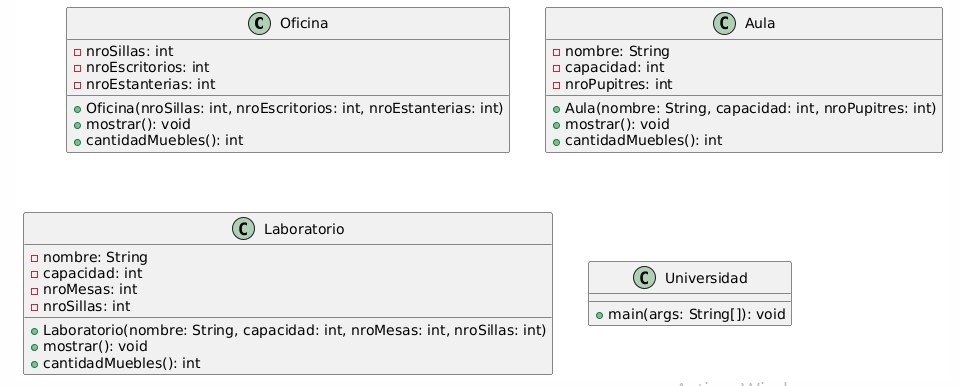 C Oficina
nroSillas: int
nroEscritorios: int
nroEstanterias: int
Oficina(nroSillas: int, nroEscritorios: int, nroEstanterias: int)
mostrar(): void
cantidadMuebles(): int
C Aula
nombre: String
capacidad: int
nroPupitres: int
Aula(nombre: String, capacidad: int, nroPupitres: int)
mostrar(): void
cantidadMuebles(): int
C Laboratorio
nombre: String
capacidad: int
nroMesas: int
nroSillas: int
Laboratorio(nombre: String, capacidad: int, nroMesas: int, nroSillas: int)
mostrar(): void
cantidadMuebles(): int
C Universidad
main(args: String[]): void